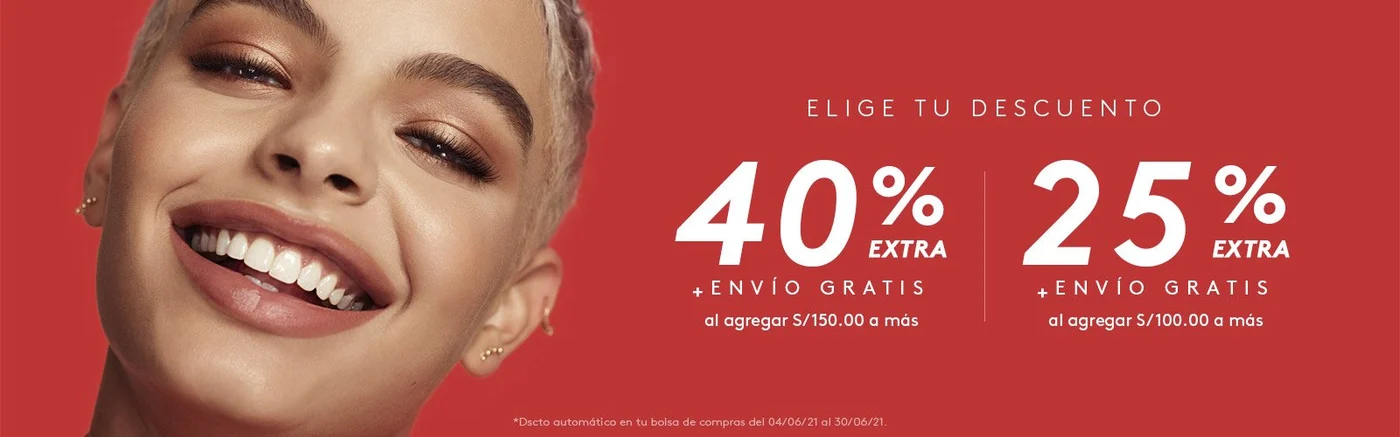 ELIGE TU DESCUENTO
40% EXTRA
+ENVÍO GRATIS
al agregar S/150.00 a más
25% EXTRA
+ENVÍO GRATIS
al agregar S/100.00 a más
*Dscto automático en tu bolsa de compras del 04/06/21 al 30/06/21.